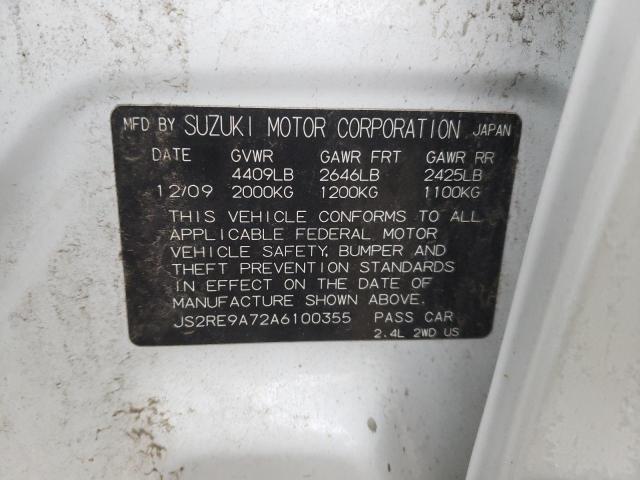 MFD BY SUZUKI MOTOR CORPORATION JAPAN
DATE GVWR GAWR FRT GAWR RR
4409LB 2646LB 2425LB
12/09 2000KG 1200KG 1100KG
THIS VEHICLE CONFORMS TO ALL
APPLICABLE FEDERAL MOTOR
VEHICLE SAFETY, BUMPER AND
THEFT PREVENTION STANDARDS
IN EFFECT ON THE DATE OF
MANUFACTURE SHOWN ABOVE.
JS2RE9A72A6100355 PASS CAR
2.4L 2WD US